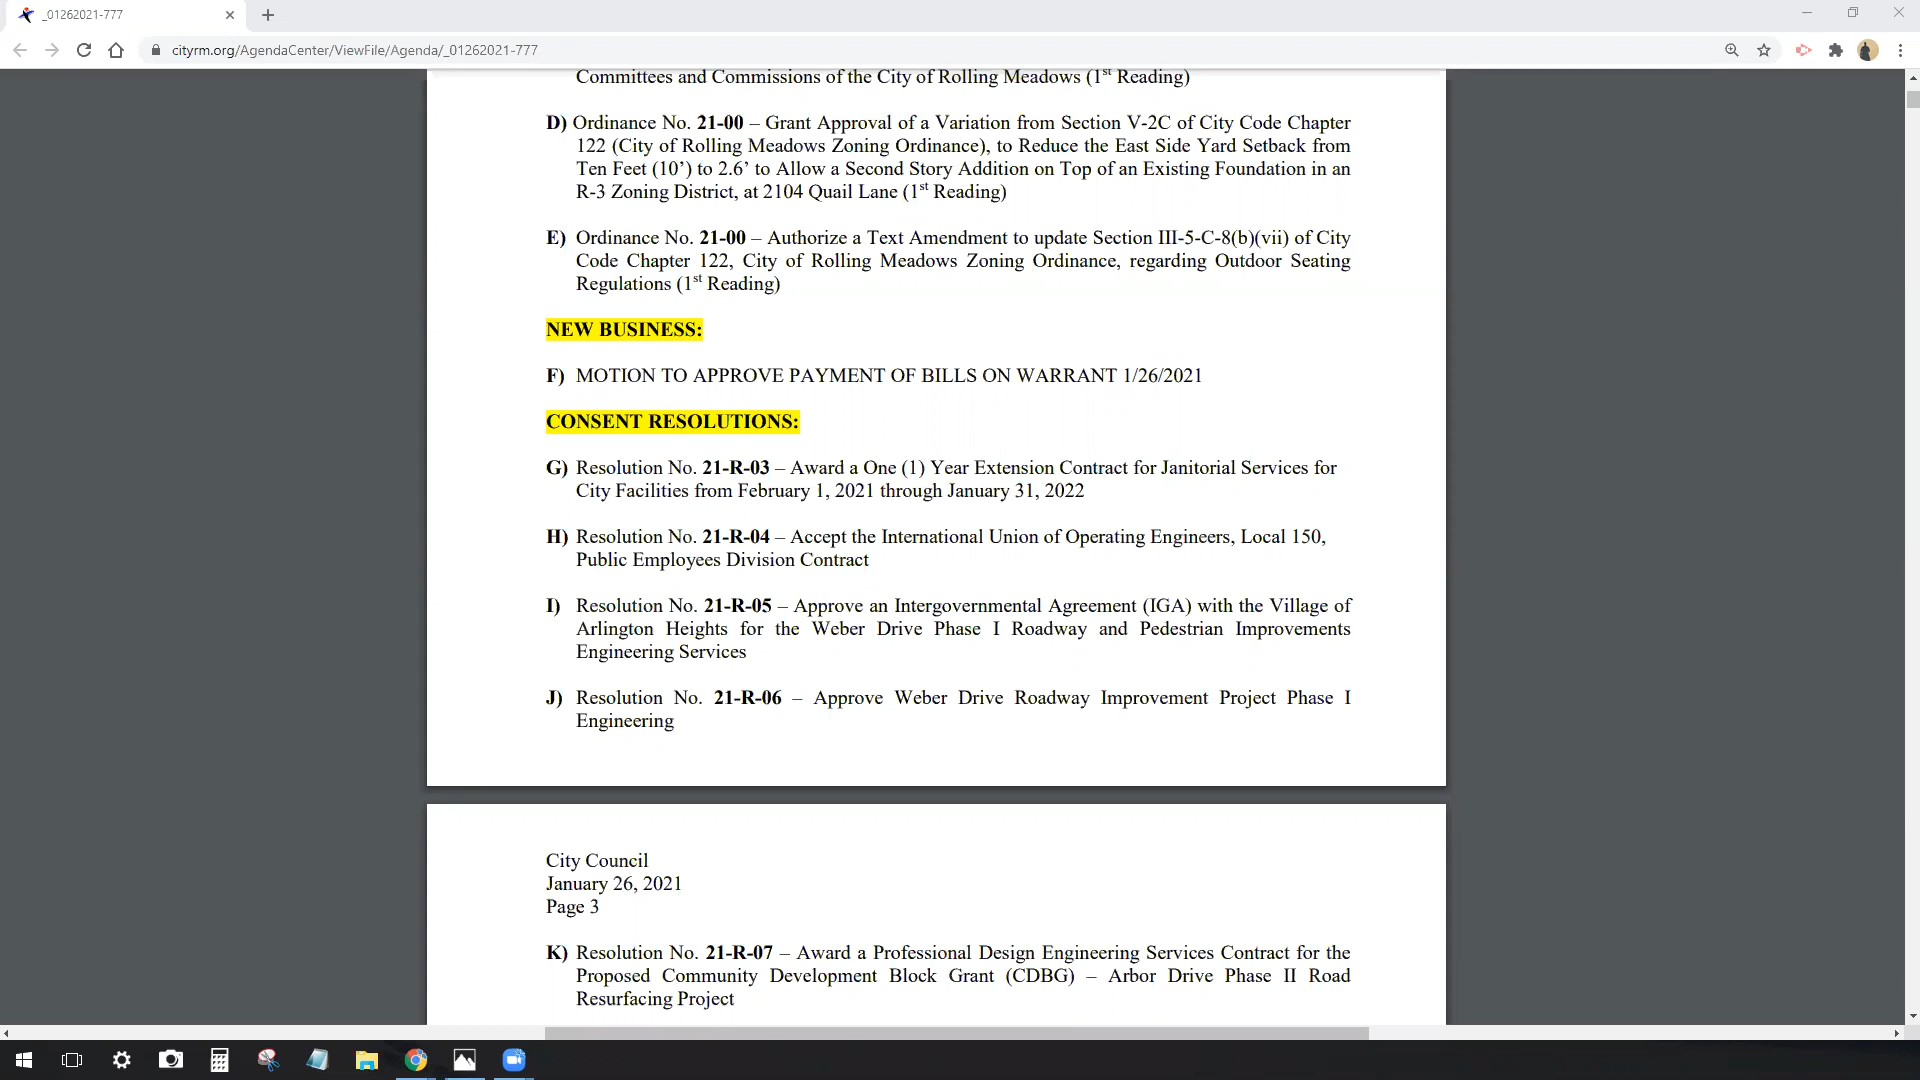 _01262021-777
cityrm.org/AgendaCenter/ViewFile/Agenda/_01262021-777
Committees and Commissions of the City of Rolling Meadows (1st Reading)
D) Ordinance No. 21-00 – Grant Approval of a Variation from Section V-2C of City Code Chapter
122 (City of Rolling Meadows Zoning Ordinance), to Reduce the East Side Yard Setback from
Ten Feet (10’) to 2.6’ to Allow a Second Story Addition on Top of an Existing Foundation in an
R-3 Zoning District, at 2104 Quail Lane (1st Reading)
E) Ordinance No. 21-00 – Authorize a Text Amendment to update Section III-5-C-8(b)(vii) of City
Code Chapter 122, City of Rolling Meadows Zoning Ordinance, regarding Outdoor Seating
Regulations (1st Reading)
NEW BUSINESS:
F) MOTION TO APPROVE PAYMENT OF BILLS ON WARRANT 1/26/2021
CONSENT RESOLUTIONS:
G) Resolution No. 21-R-03 – Award a One (1) Year Extension Contract for Janitorial Services for
City Facilities from February 1, 2021 through January 31, 2022
H) Resolution No. 21-R-04 – Accept the International Union of Operating Engineers, Local 150,
Public Employees Division Contract
I) Resolution No. 21-R-05 – Approve an Intergovernmental Agreement (IGA) with the Village of
Arlington Heights for the Weber Drive Phase I Roadway and Pedestrian Improvements
Engineering Services
J) Resolution No. 21-R-06 – Approve Weber Drive Roadway Improvement Project Phase I
Engineering
City Council
January 26, 2021
Page 3
K) Resolution No. 21-R-07 – Award a Professional Design Engineering Services Contract for the
Proposed Community Development Block Grant (CDBG) – Arbor Drive Phase II Road
Resurfacing Project